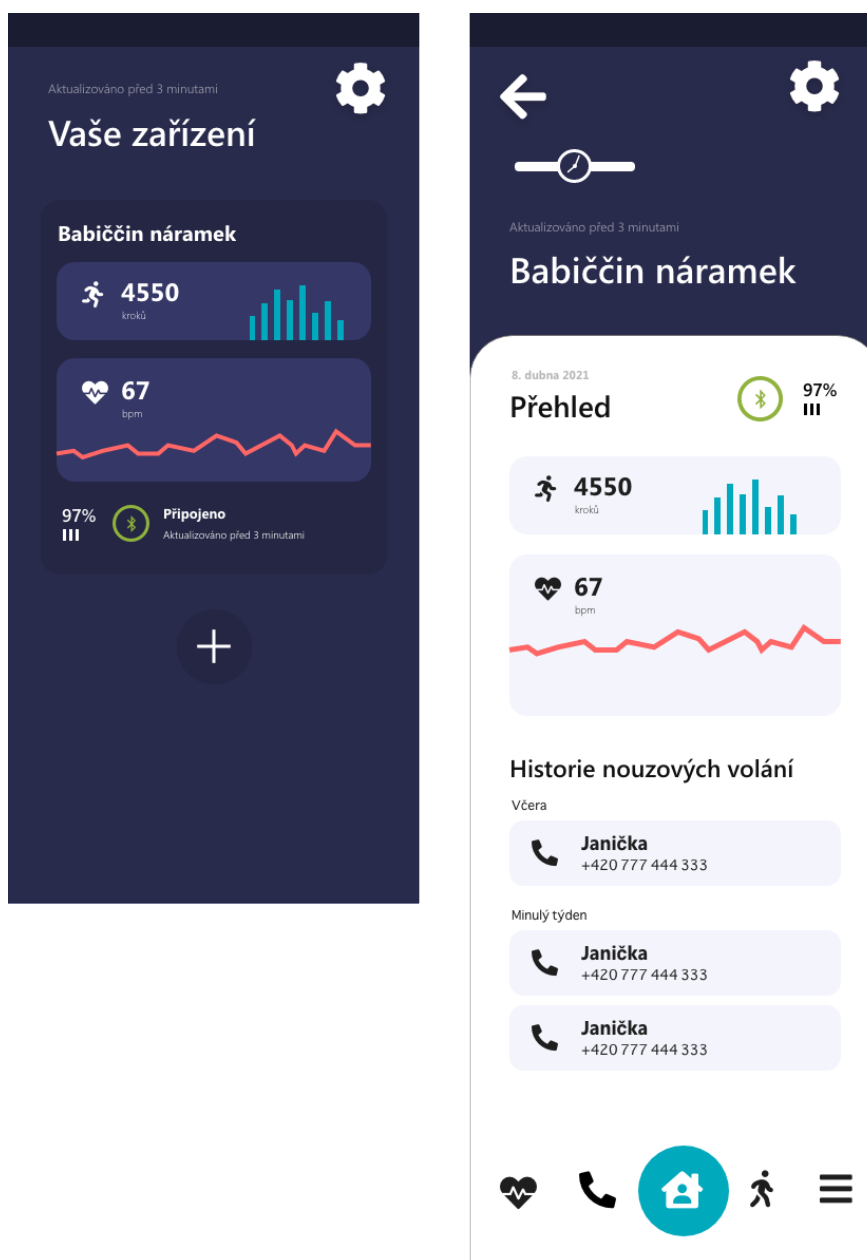 Aktualizováno před 3 minutami
Vaše zařízení
Babiččin náramek
4550
kroků
67
bpm
97%
Připojeno
Aktualizováno před 3 minutami
Aktualizováno před 3 minutami
Babiččin náramek
8. dubna 2021
Přehled
97%
4550
kroků
67
bpm
Historie nouzových volání
Včera
Janička
+420 777 444 333
Minulý týden
Janička
+420 777 444 333
Janička
+420 777 444 333